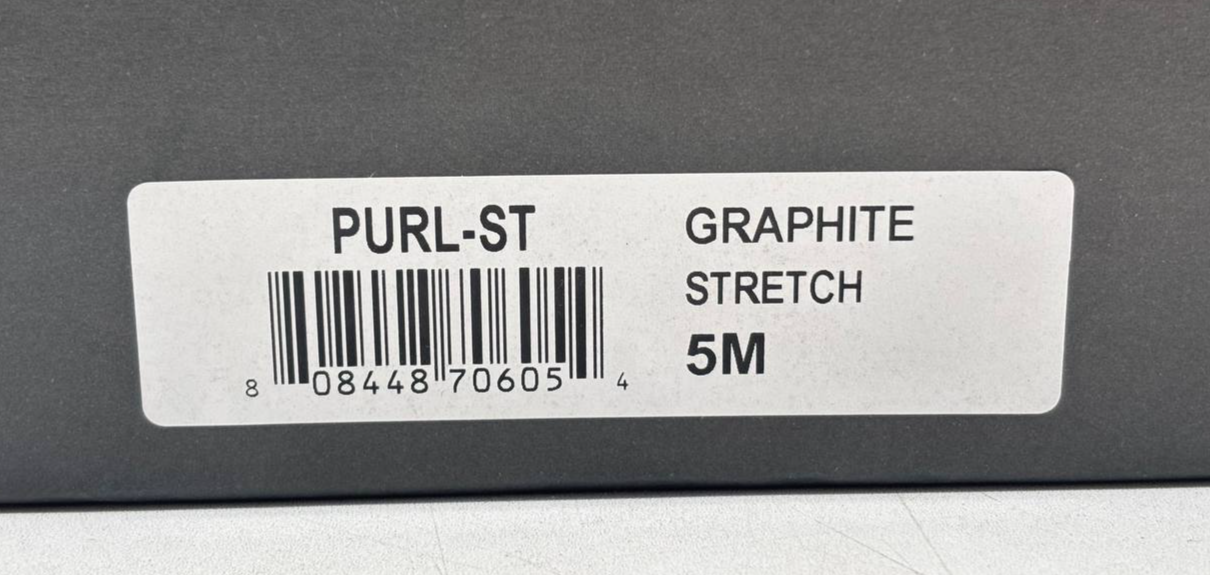 PURL-ST
8 08448 70605 4
GRAPHITE
STRETCH
5M